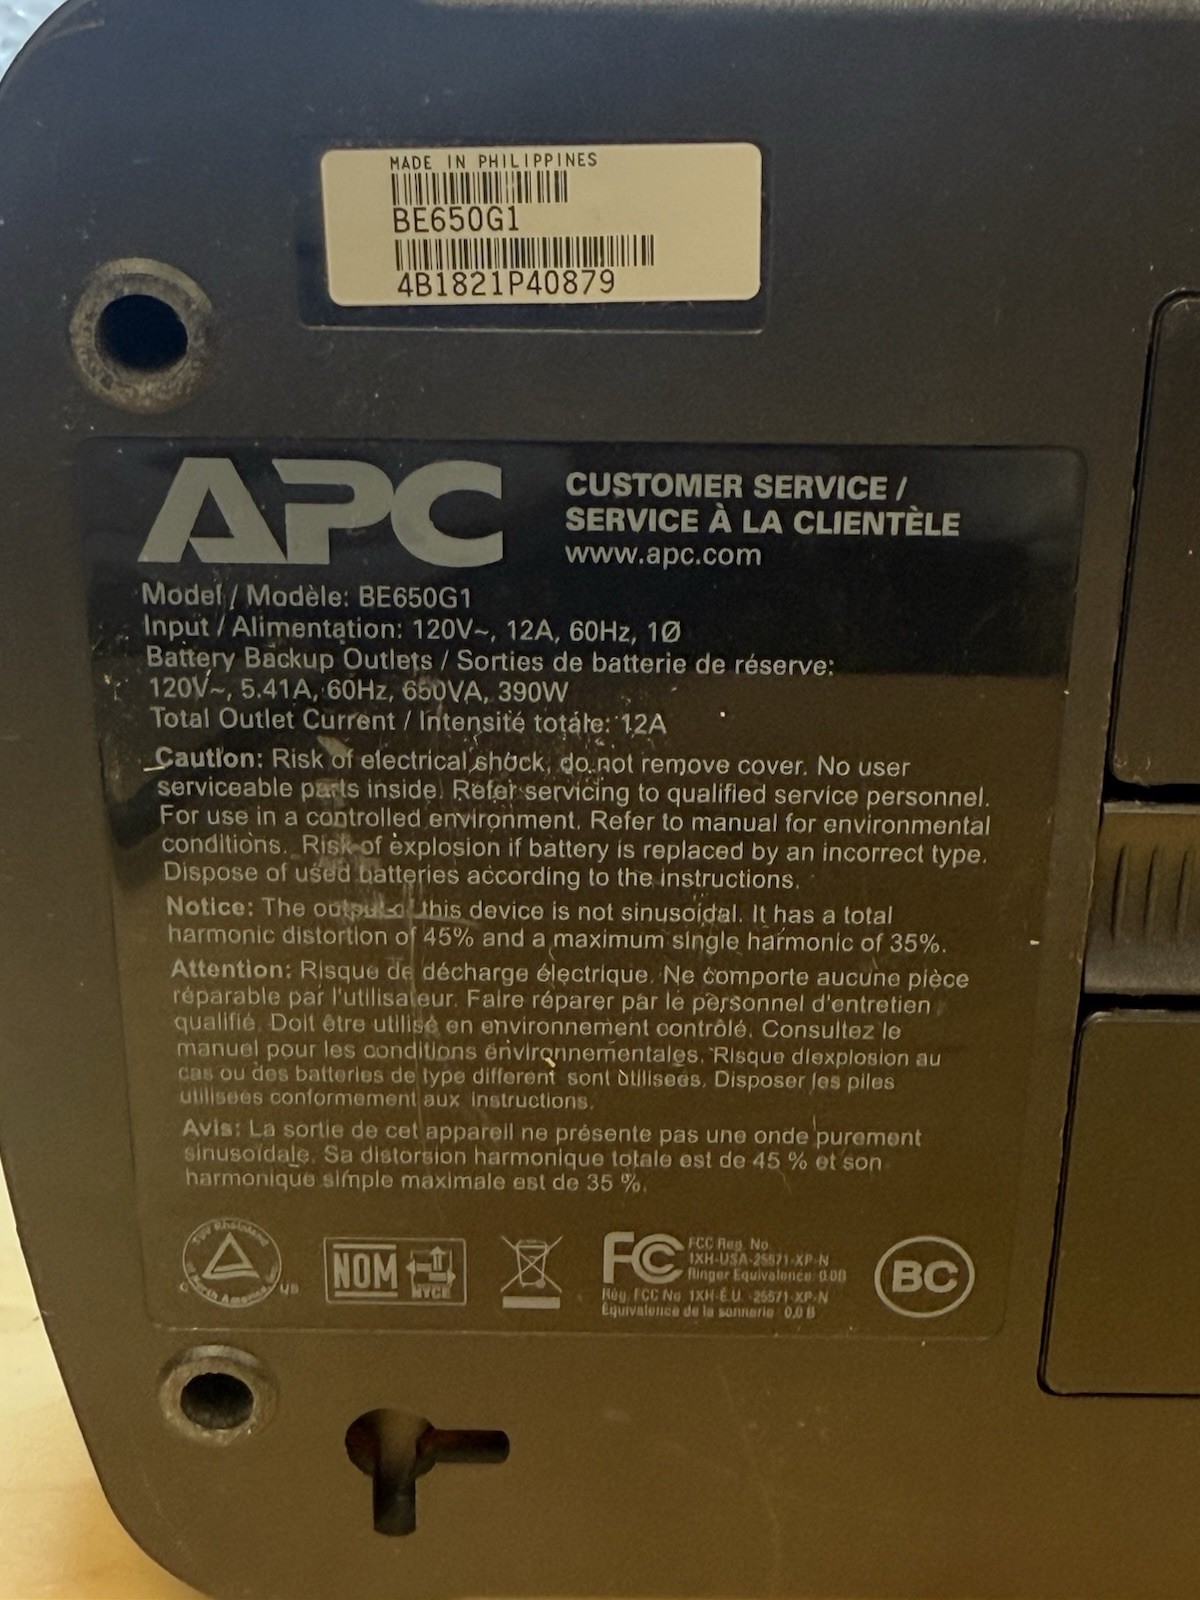 MADE IN PHILIPPINES
BE650G1
4B1821P40879
APC
CUSTOMER SERVICE /
SERVICE À LA CLIENTÈLE
www.apc.com
Model / Modèle: BE650G1
Input / Alimentation: 120V~, 12A, 60Hz, 1Ø
Battery Backup Outlets / Sorties de batterie de réserve:
120V~, 5.41A, 60Hz, 650VA, 390W
Total Outlet Current / Intensité totale: 12A
Caution: Risk of electrical shock, do not remove cover. No user
serviceable parts inside. Refer servicing to qualified service personnel.
For use in a controlled environment. Refer to manual for environmental
conditions. Risk of explosion if battery is replaced by an incorrect type.
Dispose of used batteries according to the instructions.
Notice: The output of this device is not sinusoidal. It has a total
harmonic distortion of 45% and a maximum single harmonic of 35%.
Attention: Risque de décharge électrique. Ne comporte aucune pièce
réparable par l'utilisateur. Faire réparer par le personnel d'entretien
qualifié. Doit être utilisé en environnement contrôlé. Consultez le
manuel pour les conditions environnementales. Risque d'explosion au
cas ou des batteries de type different sont utilisees. Disposer les piles
utilisees conformement aux instructions.
Avis: La sortie de cet appareil ne présente pas une onde purement
sinusoïdale. Sa distorsion harmonique totale est de 45 % et son
harmonique simple maximale est de 35 %.
TUV Rheinland
C North America US
NOM NYCE
FC
FCC Reg. No.
1XH-USA-25571-XP-N
Ringer Equivalence: 0.0B
Rég. FCC No 1XH-É.U. -25571-XP-N
Équivalence de la sonnerie : 0,0 B
BC